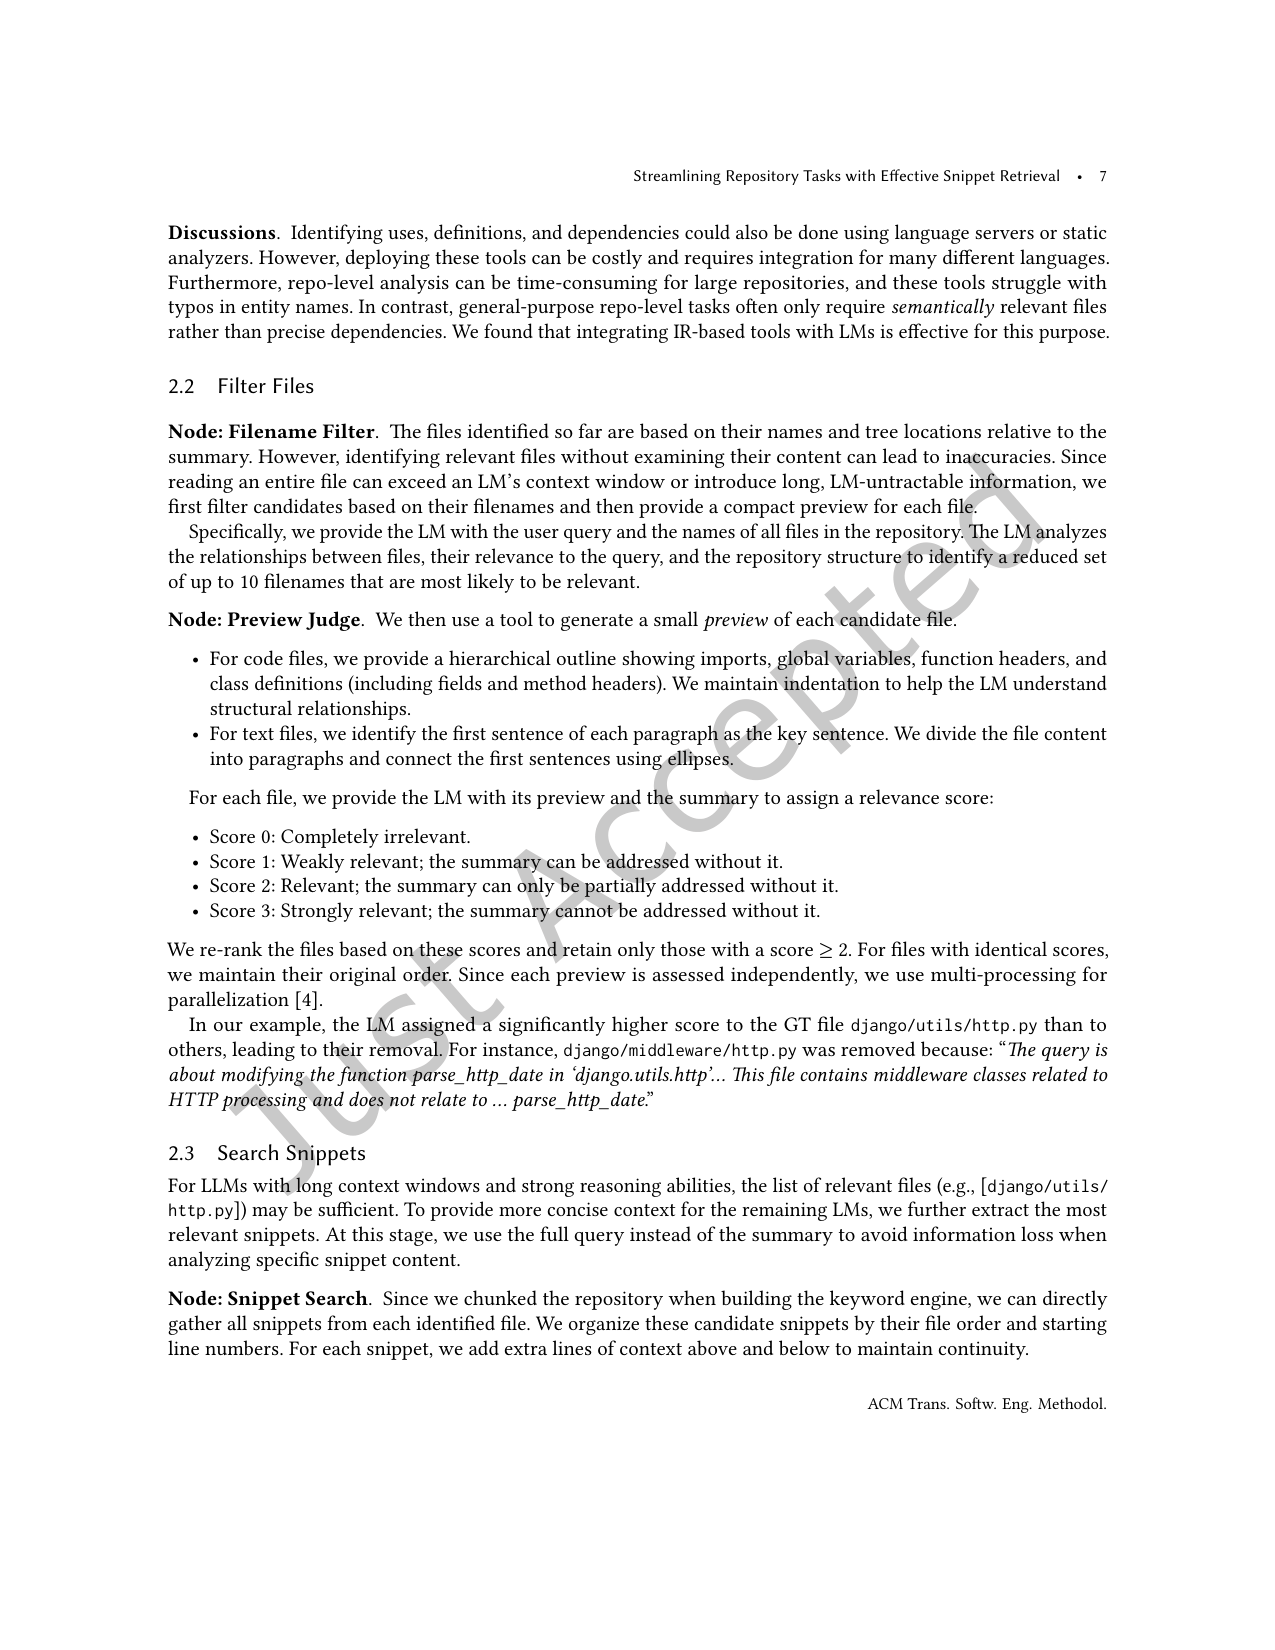 Streamlining Repository Tasks with Effective Snippet Retrieval • 7
Discussions. Identifying uses, definitions, and dependencies could also be done using language servers or static
analyzers. However, deploying these tools can be costly and requires integration for many different languages.
Furthermore, repo-level analysis can be time-consuming for large repositories, and these tools struggle with
typos in entity names. In contrast, general-purpose repo-level tasks often only require semantically relevant files
rather than precise dependencies. We found that integrating IR-based tools with LMs is effective for this purpose.
2.2 Filter Files
Node: Filename Filter. The files identified so far are based on their names and tree locations relative to the
summary. However, identifying relevant files without examining their content can lead to inaccuracies. Since
reading an entire file can exceed an LM's context window or introduce long, LM-untractable information, we
first filter candidates based on their filenames and then provide a compact preview for each file.
Specifically, we provide the LM with the user query and the names of all files in the repository. The LM analyzes
the relationships between files, their relevance to the query, and the repository structure to identify a reduced set
of up to 10 filenames that are most likely to be relevant.
Node: Preview Judge. We then use a tool to generate a small preview of each candidate file.
• For code files, we provide a hierarchical outline showing imports, global variables, function headers, and
class definitions (including fields and method headers). We maintain indentation to help the LM understand
structural relationships.
• For text files, we identify the first sentence of each paragraph as the key sentence. We divide the file content
into paragraphs and connect the first sentences using ellipses.
For each file, we provide the LM with its preview and the summary to assign a relevance score:
• Score 0: Completely irrelevant.
• Score 1: Weakly relevant; the summary can be addressed without it.
• Score 2: Relevant; the summary can only be partially addressed without it.
• Score 3: Strongly relevant; the summary cannot be addressed without it.
We re-rank the files based on these scores and retain only those with a score ≥ 2. For files with identical scores,
we maintain their original order. Since each preview is assessed independently, we use multi-processing for
parallelization [4].
In our example, the LM assigned a significantly higher score to the GT file django/utils/http.py than to
others, leading to their removal. For instance, django/middleware/http.py was removed because: “The query is
about modifying the function parse_http_date in ‘django.utils.http’... This file contains middleware classes related to
HTTP processing and does not relate to ... parse_http_date.”
2.3 Search Snippets
For LLMs with long context windows and strong reasoning abilities, the list of relevant files (e.g., [django/utils/
http.py]) may be sufficient. To provide more concise context for the remaining LMs, we further extract the most
relevant snippets. At this stage, we use the full query instead of the summary to avoid information loss when
analyzing specific snippet content.
Node: Snippet Search. Since we chunked the repository when building the keyword engine, we can directly
gather all snippets from each identified file. We organize these candidate snippets by their file order and starting
line numbers. For each snippet, we add extra lines of context above and below to maintain continuity.
ACM Trans. Softw. Eng. Methodol.
Just Accepted